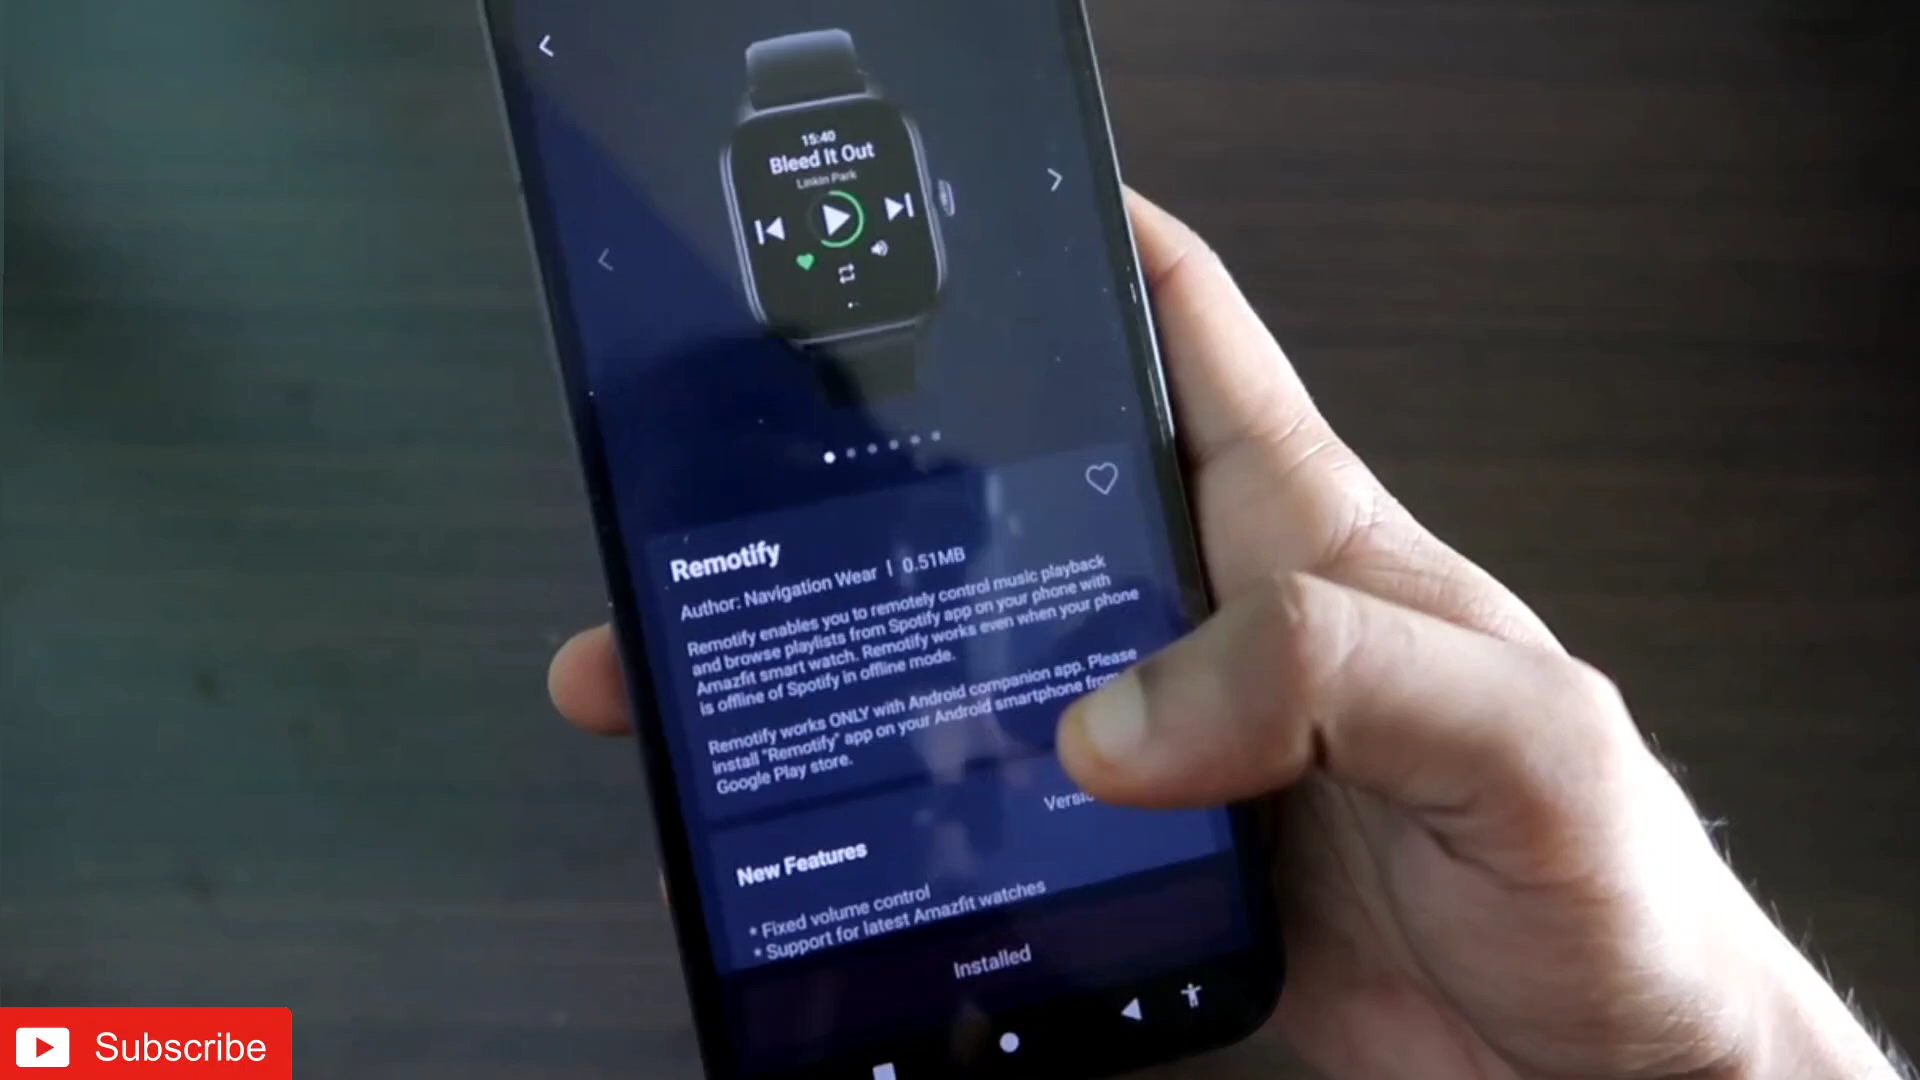 15:40
Bleed It Out
Linkin Park
Remotify
Author: Navigation Wear | 0.51MB
Remotify enables you to remotely control music playback
and browse playlists from Spotify app on your phone with
Amazfit smart watch. Remotify works even when your phone
is offline of Spotify in offline mode.
Remotify works ONLY with Android companion app. Please
install "Remotify" app on your Android smartphone from
Google Play store.
New Features
* Fixed volume control
* Support for latest Amazfit watches
Installed
Subscribe